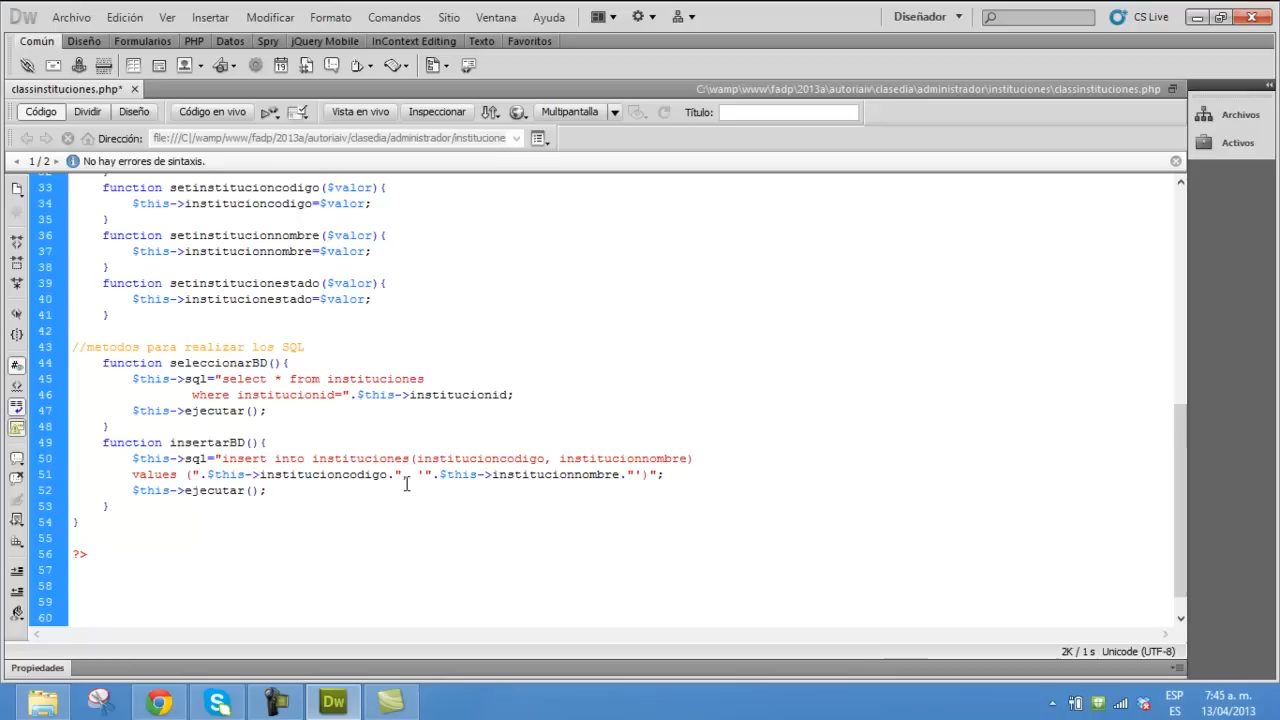 Dw Archivo Edición Ver Insertar Modificar Formato Comandos Sitio Ventana Ayuda Diseñador CS Live
Común Diseño Formularios PHP Datos Spry jQuery Mobile InContext Editing Texto Favoritos
classinstituciones.php* C:\wamp\www\fadp\2013a\autoriaiv\clasedia\administrador\instituciones\classinstituciones.php
Código Dividir Diseño Código en vivo Vista en vivo Inspeccionar Multipantalla Título:
Archivos
Activos
Dirección: file:///C|/wamp/www/fadp/2013a/autoriaiv/clasedia/administrador/institucione
1 / 2 No hay errores de sintaxis.
33 function setinstitucioncodigo($valor){
34 $this->institucioncodigo=$valor;
35 }
36 function setinstitucionnombre($valor){
37 $this->institucionnombre=$valor;
38 }
39 function setinstitucionestado($valor){
40 $this->institucionestado=$valor;
41 }
42
43 //metodos para realizar los SQL
44 function seleccionarBD(){
45 $this->sql="select * from instituciones
46 where institucionid=".$this->institucionid;
47 $this->ejecutar();
48 }
49 function insertarBD(){
50 $this->sql="insert into instituciones(institucioncodigo, institucionnombre)
51 values (".$this->institucioncodigo.", '".$this->institucionnombre."')";
52 $this->ejecutar();
53 }
54 }
55
56 ?>
57
58
59
60
2K / 1 s Unicode (UTF-8)
Propiedades
Dw
ESP
ES
7:45 a. m.
13/04/2013